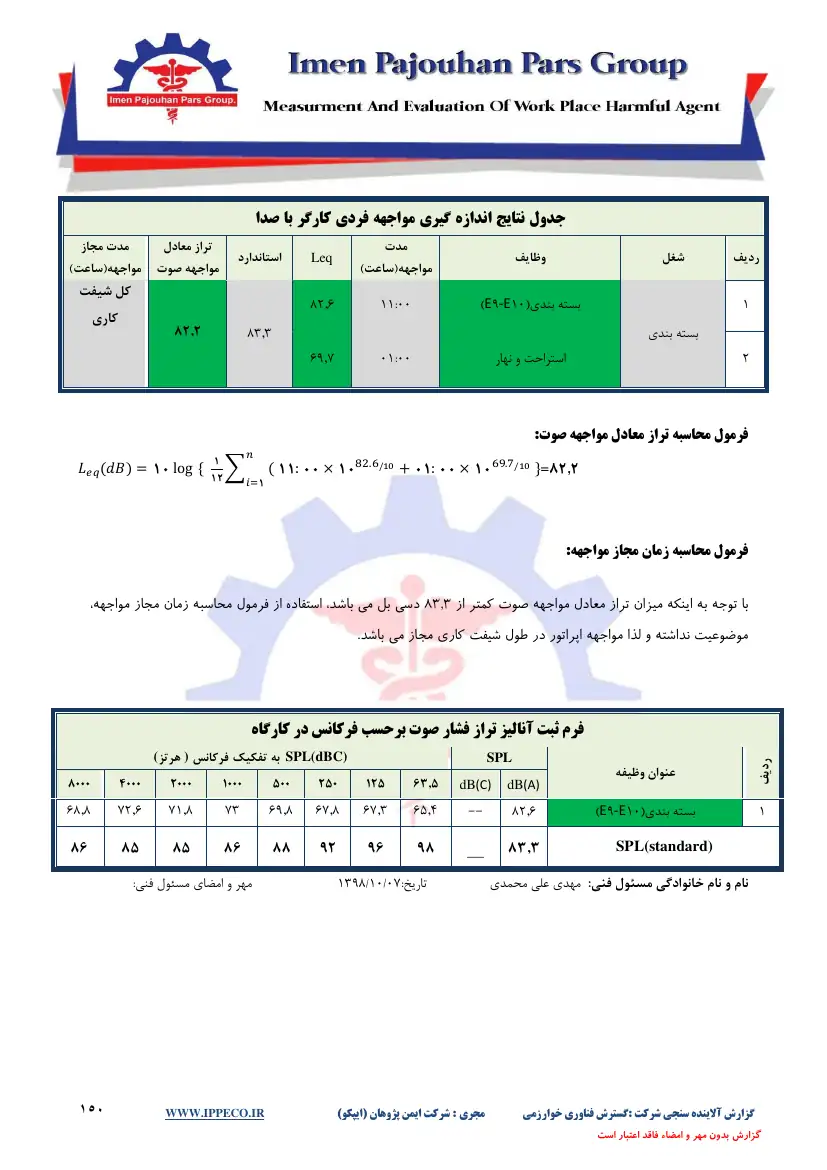 Imen Pajouhan Pars Group
Imen Pajouhan Pars Group.
Measurment And Evaluation Of Work Place Harmful Agent
جدول نتایج اندازه گیری مواجهه فردی کارگر با صدا
ردیف شغل وظایف مدت مواجهه(ساعت) Leq استاندارد تراز معادل مواجهه صوت مدت مجاز مواجهه(ساعت)
۱ بسته بندی بسته بندی(E۹-E۱۰) ۱۱:۰۰ ۸۲,۶ ۸۳,۳ ۸۲,۲ کل شیفت کاری
۲ استراحت و نهار ۰۱:۰۰ ۶۹,۷
فرمول محاسبه تراز معادل مواجهه صوت:
L_eq(dB) = ۱۰ log { ۱/۱۲ ∑_{i=۱}^{n} ( ۱۱: ۰۰ × ۱۰^82.6/10 + ۰۱: ۰۰ × ۱۰^69.7/10 }=۸۲,۲
فرمول محاسبه زمان مجاز مواجهه:
با توجه به اینکه میزان تراز معادل مواجهه صوت کمتر از ۸۳,۳ دسی بل می باشد، استفاده از فرمول محاسبه زمان مجاز مواجهه،
موضوعیت نداشته و لذا مواجهه اپراتور در طول شیفت کاری مجاز می باشد.
فرم ثبت آنالیز تراز فشار صوت برحسب فرکانس در کارگاه
ردیف عنوان وظیفه SPL SPL(dBC) به تفکیک فرکانس ( هرتز)
dB(A) dB(C) ۶۳,۵ ۱۲۵ ۲۵۰ ۵۰۰ ۱۰۰۰ ۲۰۰۰ ۴۰۰۰ ۸۰۰۰
۱ بسته بندی(E۹-E۱۰) ۸۲,۶ -- ۶۵,۴ ۶۷,۳ ۶۷,۸ ۶۹,۸ ۷۳ ۷۱,۸ ۷۲,۶ ۶۸,۸
SPL(standard) ۸۳,۳ __ ۹۸ ۹۶ ۹۲ ۸۸ ۸۶ ۸۵ ۸۵ ۸۶
نام و نام خانوادگی مسئول فنی: مهدی علی محمدی تاریخ:۱۳۹۸/۱۰/۰۷ مهر و امضای مسئول فنی:
گزارش آلاینده سنجی شرکت :گسترش فناوری خوارزمی مجری : شرکت ایمن پژوهان (ایپکو) WWW.IPPECO.IR ۱۵۰
گزارش بدون مهر و امضاء فاقد اعتبار است